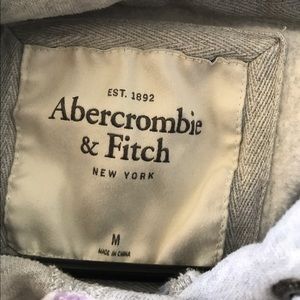 EST. 1892
Abercrombie
& Fitch
NEW YORK
M
MADE IN CHINA